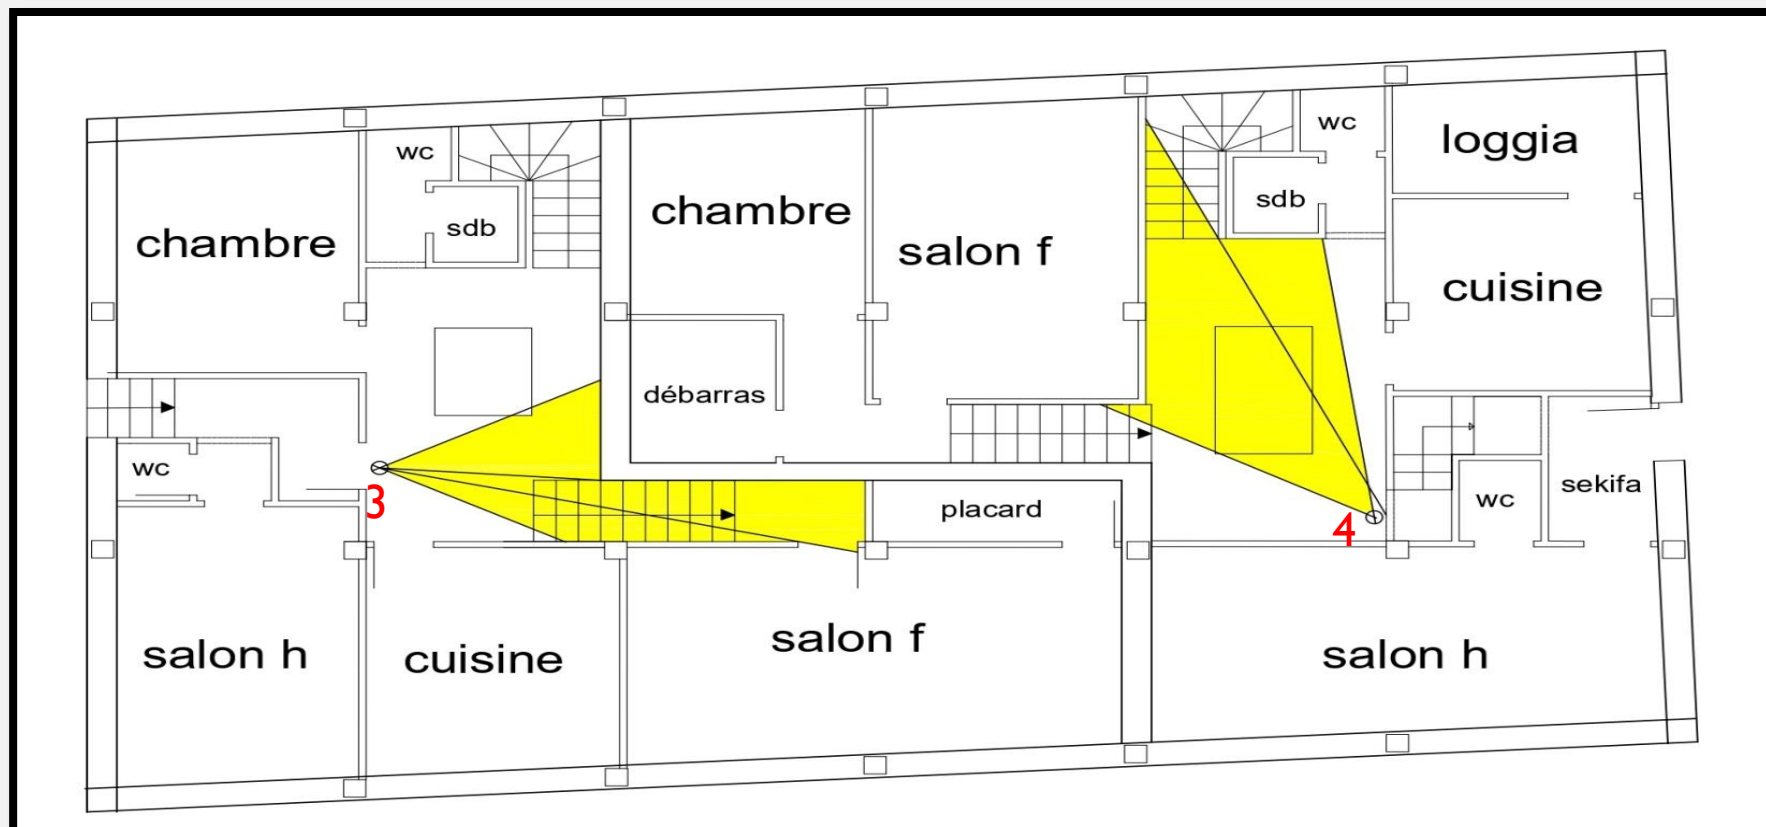 wc
loggia
wc
sdb
chambre
salon f
sdb
chambre
cuisine
débarras
wc
3
placard
4
wc
sekifa
salon h
cuisine
salon f
salon h